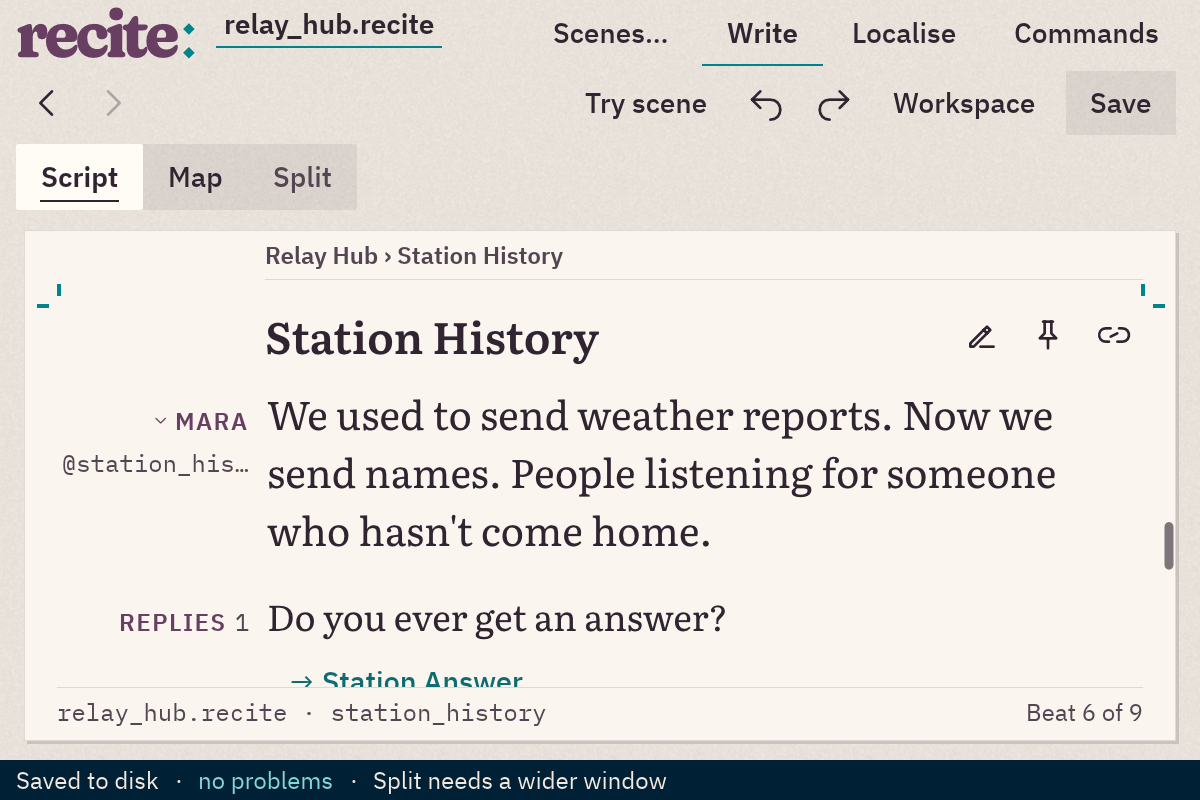 recite: relay_hub.recite Scenes... Write Localise Commands
Try scene Workspace Save
Script Map Split
Relay Hub › Station History
Station History
MARA We used to send weather reports. Now we
@station_his… send names. People listening for someone
who hasn't come home.
REPLIES 1 Do you ever get an answer?
→ Station Answer
relay_hub.recite · station_history Beat 6 of 9
Saved to disk · no problems · Split needs a wider window